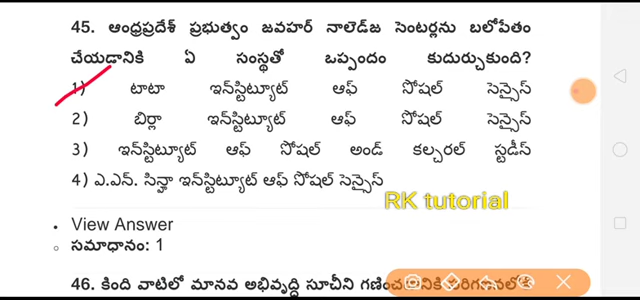 45. ఆంధ్రప్రదేశ్ ప్రభుత్వం జవహర్ నాలెడ్జ్ సెంటర్లను బలోపేతం
చేయడానికి ఏ సంస్థతో ఒప్పందం కుదుర్చుకుంది?
1) టాటా ఇన్‌స్టిట్యూట్ ఆఫ్ సోషల్ సెన్సైస్
2) బిర్లా ఇన్‌స్టిట్యూట్ ఆఫ్ సోషల్ సెన్సైస్
3) ఇన్‌స్టిట్యూట్ ఆఫ్ సోషల్ అండ్ కల్చరల్ స్టడీస్
4) ఎ.ఎన్. సిన్హా ఇన్‌స్టిట్యూట్ ఆఫ్ సోషల్ సెన్సైస్
RK tutorial
View Answer
సమాధానం: 1
46. కింది వాటిలో మానవ అభివృద్ధి సూచీని